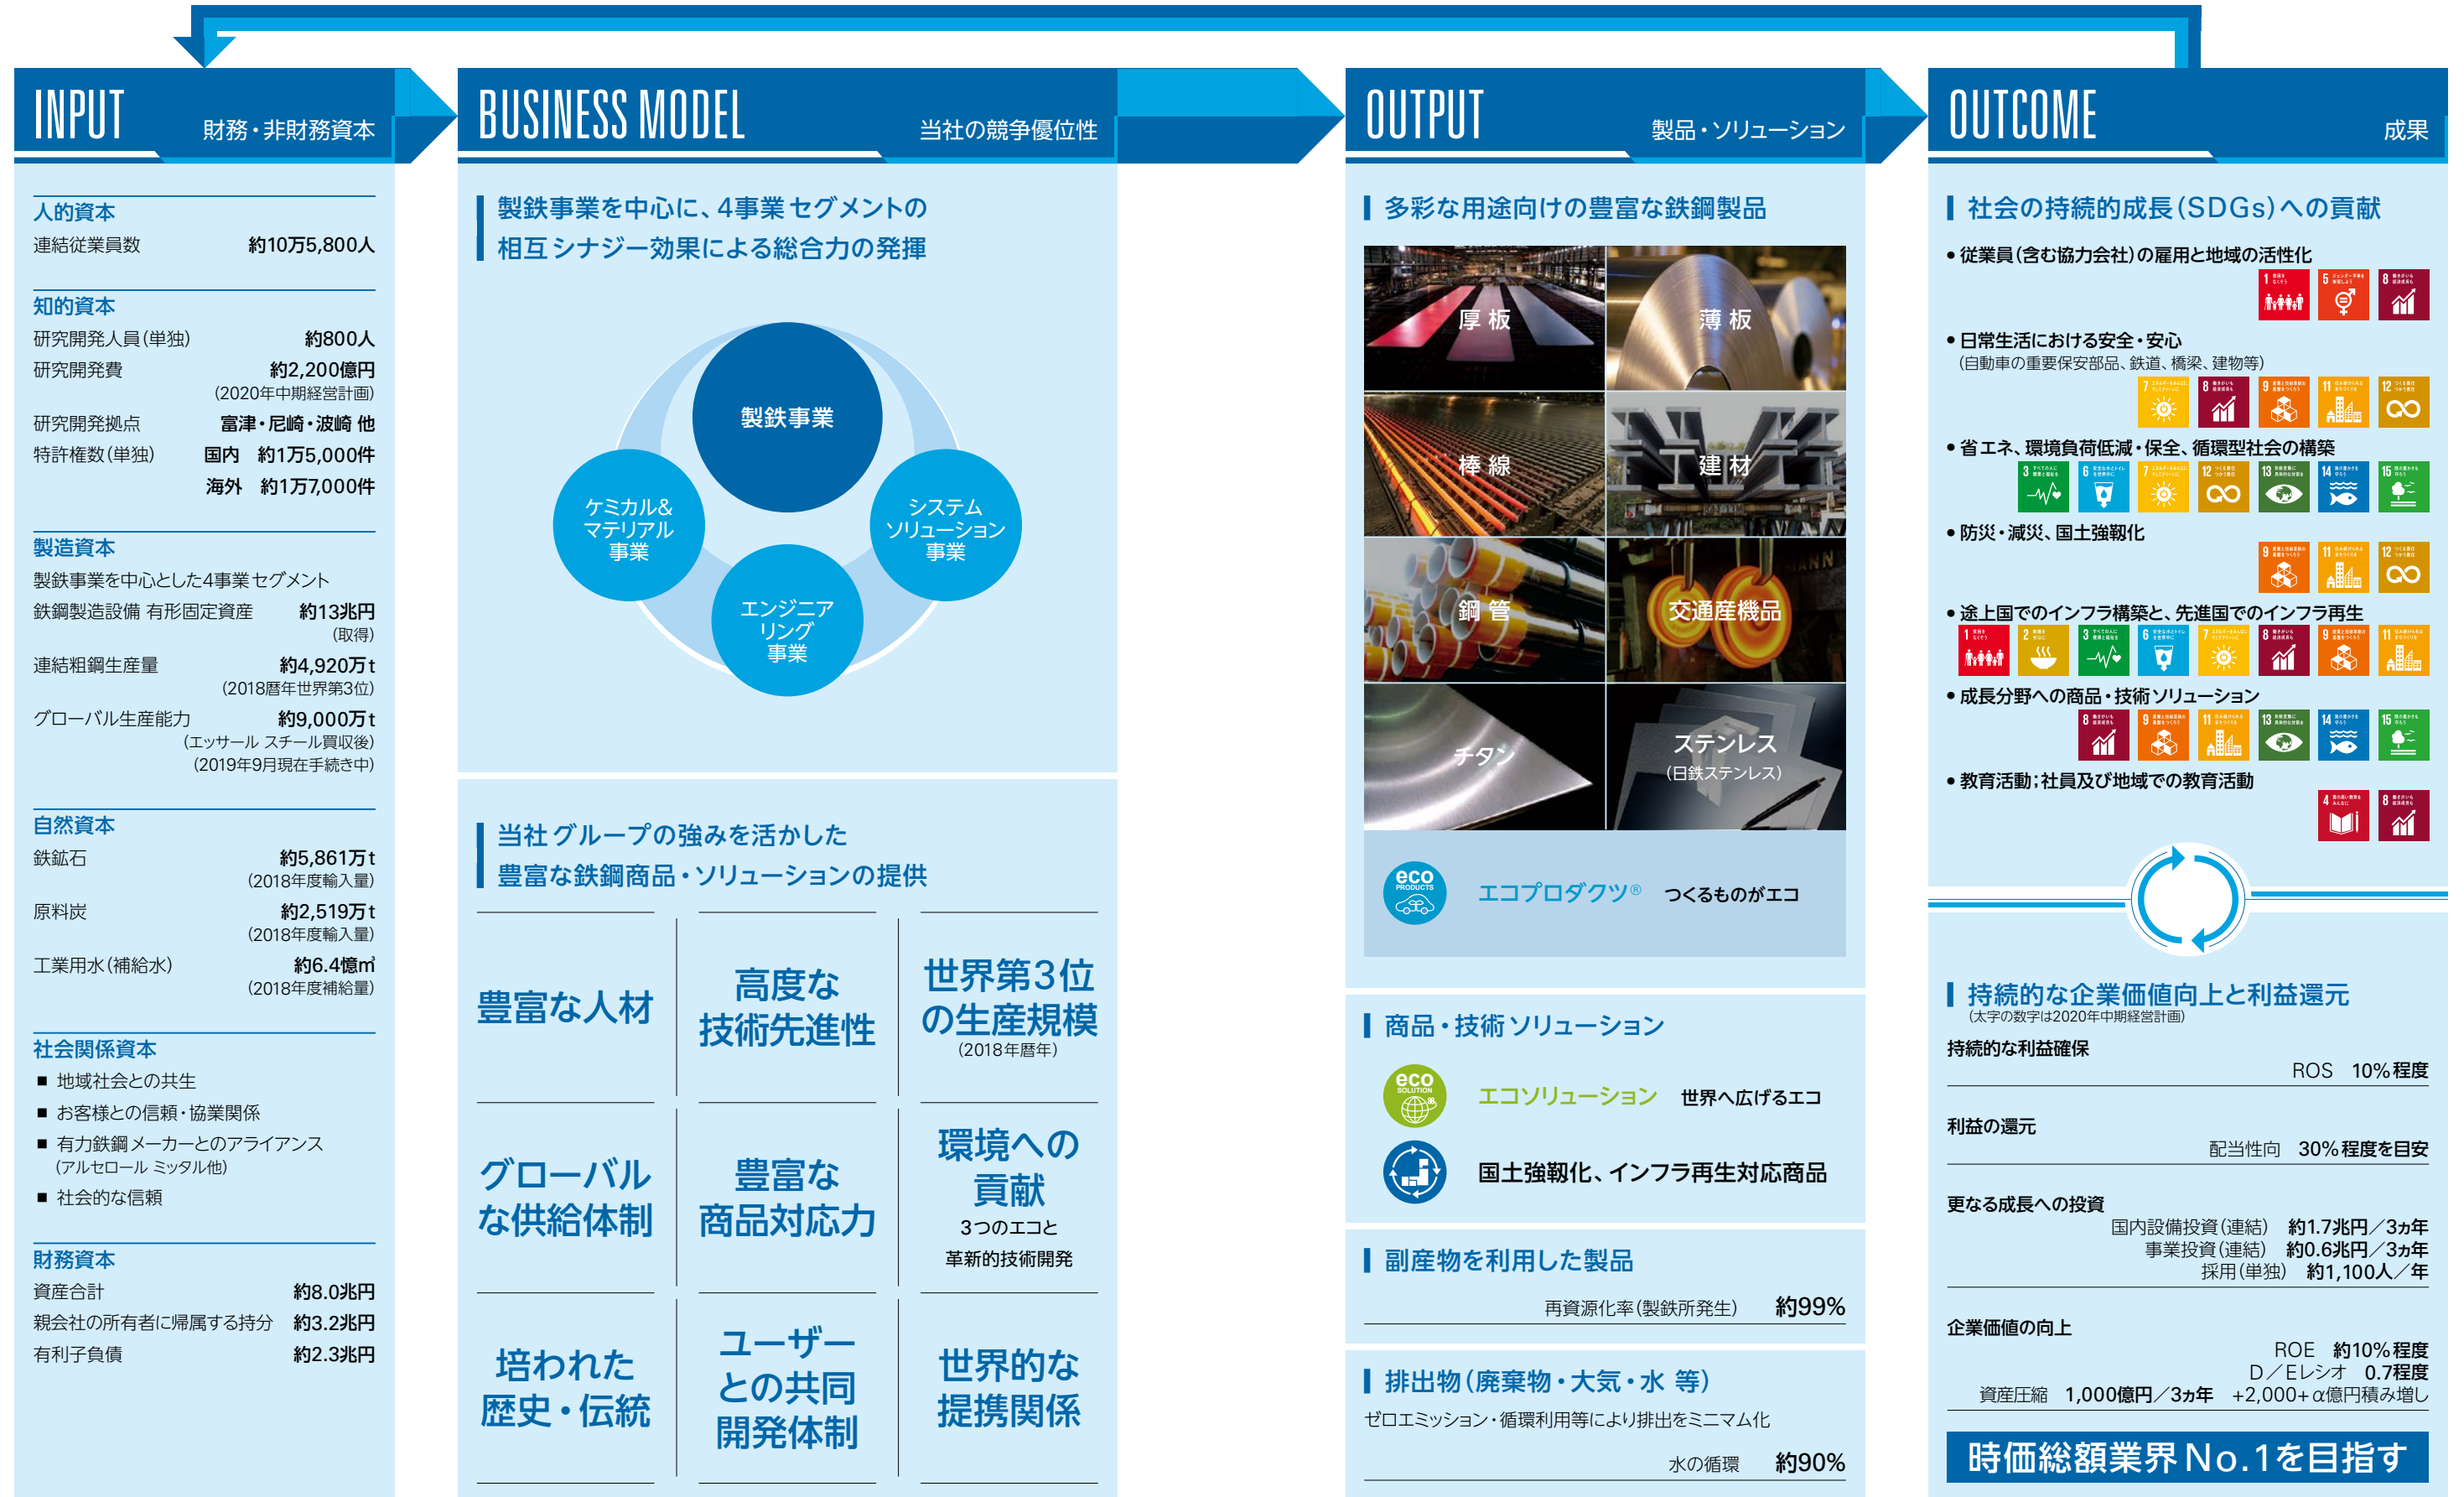 INPUT
財務・非財務資本
人的資本
連結従業員数 約10万5,800人
知的資本
研究開発人員(単独) 約800人
研究開発費 約2,200億円
(2020年中期経営計画)
研究開発拠点 富津・尼崎・波崎 他
特許権数(単独) 国内 約1万5,000件
海外 約1万7,000件
製造資本
製鉄事業を中心とした4事業セグメント
鉄鋼製造設備 有形固定資産 約13兆円
(取得)
連結粗鋼生産量 約4,920万t
(2018暦年世界第3位)
グローバル生産能力 約9,000万t
(エッサール スチール買収後)
(2019年9月現在手続き中)
自然資本
鉄鉱石 約5,861万t
(2018年度輸入量)
原料炭 約2,519万t
(2018年度輸入量)
工業用水(補給水) 約6.4億㎥
(2018年度補給量)
社会関係資本
■ 地域社会との共生
■ お客様との信頼・協業関係
■ 有力鉄鋼メーカーとのアライアンス
(アルセロール ミッタル他)
■ 社会的な信頼
財務資本
資産合計 約8.0兆円
親会社の所有者に帰属する持分 約3.2兆円
有利子負債 約2.3兆円
BUSINESS MODEL
当社の競争優位性
製鉄事業を中心に、4事業セグメントの
相互シナジー効果による総合力の発揮
製鉄事業
ケミカル&
マテリアル
事業
システム
ソリューション
事業
エンジニア
リング
事業
当社グループの強みを活かした
豊富な鉄鋼商品・ソリューションの提供
豊富な人材
高度な
技術先進性
世界第3位
の生産規模
(2018年暦年)
グローバル
な供給体制
豊富な
商品対応力
環境への
貢献
3つのエコと
革新的技術開発
培われた
歴史・伝統
ユーザー
との共同
開発体制
世界的な
提携関係
OUTPUT
製品・ソリューション
多彩な用途向けの豊富な鉄鋼製品
厚板
薄板
棒線
建材
鋼管
交通産機品
チタン
ステンレス
(日鉄ステンレス)
eco
PRODUCTS
エコプロダクツ® つくるものがエコ
商品・技術ソリューション
eco
SOLUTION
エコソリューション 世界へ広げるエコ
国土強靱化、インフラ再生対応商品
副産物を利用した製品
再資源化率(製鉄所発生) 約99%
排出物(廃棄物・大気・水 等)
ゼロエミッション・循環利用等により排出をミニマム化
水の循環 約90%
OUTCOME
成果
社会の持続的成長(SDGs)への貢献
• 従業員(含む協力会社)の雇用と地域の活性化
1 5 8
• 日常生活における安全・安心
(自動車の重要保安部品、鉄道、橋梁、建物等)
7 8 9 11 12
• 省エネ、環境負荷低減・保全、循環型社会の構築
3 6 7 12 13 14 15
• 防災・減災、国土強靱化
9 11 12
• 途上国でのインフラ構築と、先進国でのインフラ再生
1 2 3 6 7 8 9 11
• 成長分野への商品・技術ソリューション
8 9 11 13 14 15
• 教育活動;社員及び地域での教育活動
4 8
持続的な企業価値向上と利益還元
(太字の数字は2020年中期経営計画)
持続的な利益確保
ROS 10%程度
利益の還元
配当性向 30%程度を目安
更なる成長への投資
国内設備投資(連結) 約1.7兆円/3ヵ年
事業投資(連結) 約0.6兆円/3ヵ年
採用(単独) 約1,100人/年
企業価値の向上
ROE 約10%程度
D/Eレシオ 0.7程度
資産圧縮 1,000億円/3ヵ年 +2,000+α億円積み増し
時価総額業界No.1を目指す